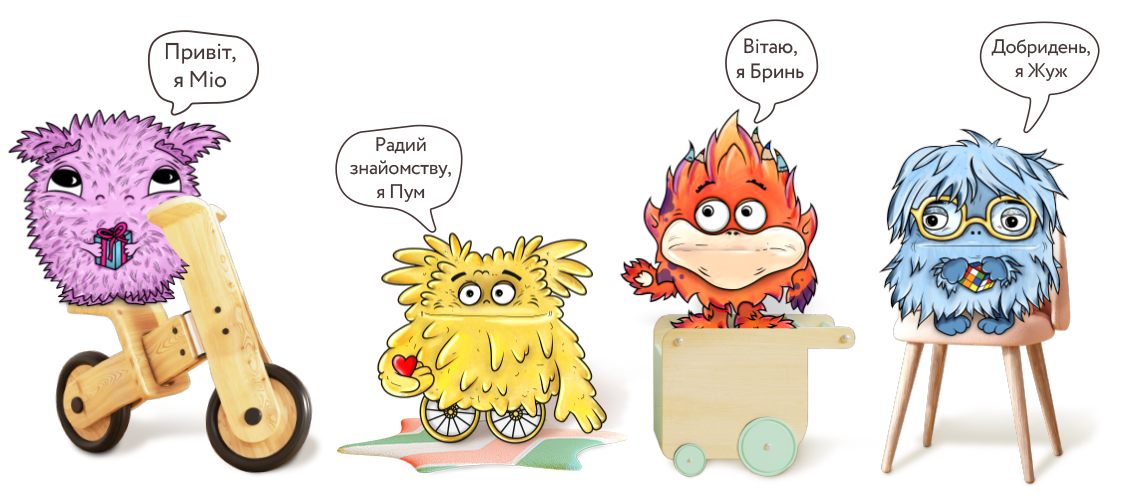 Привіт,
я Міо
Радий
знайомству,
я Пум
Вітаю,
я Бринь
Добридень,
я Жуж